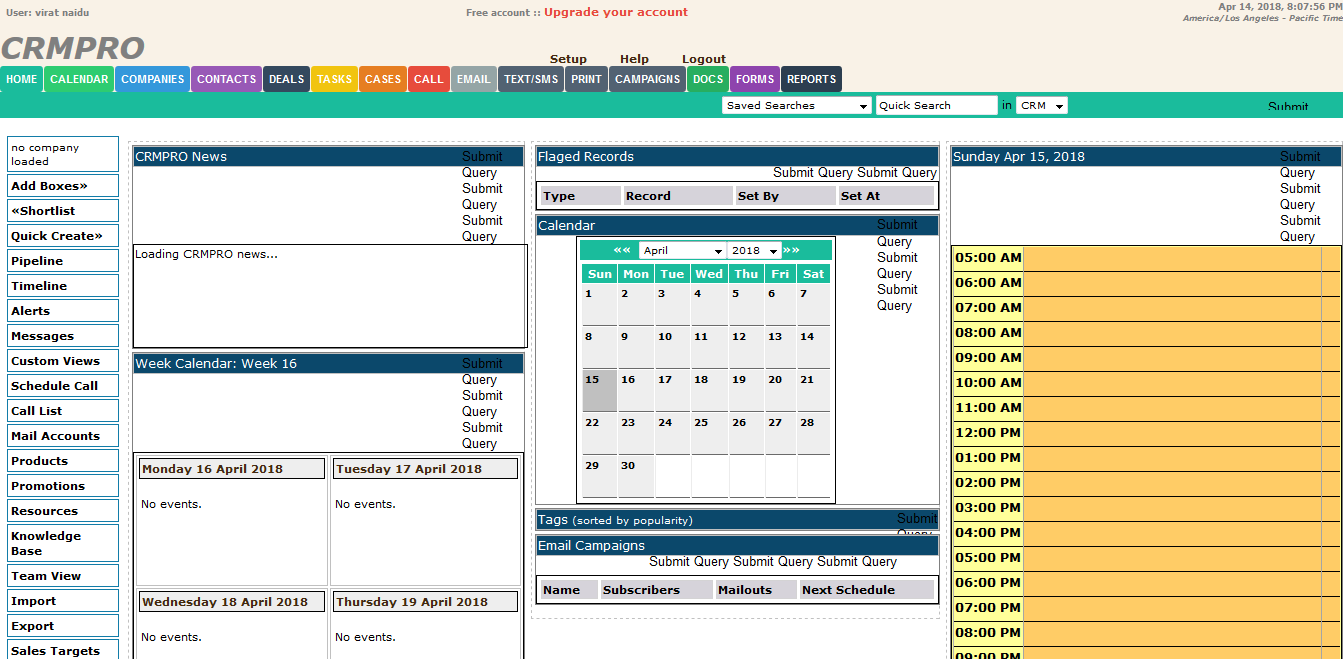 User: virat naidu
Free account :: Upgrade your account
Apr 14, 2018, 8:07:56 PM
America/Los Angeles - Pacific Time
CRMPRO
Setup Help Logout
HOME CALENDAR COMPANIES CONTACTS DEALS TASKS CASES CALL EMAIL TEXT/SMS PRINT CAMPAIGNS DOCS FORMS REPORTS
Saved Searches Quick Search in CRM Submit
no company
loaded
Add Boxes»
«Shortlist
Quick Create»
Pipeline
Timeline
Alerts
Messages
Custom Views
Schedule Call
Call List
Mail Accounts
Products
Promotions
Resources
Knowledge
Base
Team View
Import
Export
Sales Targets
CRMPRO News Submit
Query
Submit
Query
Submit
Query
Loading CRMPRO news...
Week Calendar: Week 16 Submit
Query
Submit
Query
Submit
Query
Monday 16 April 2018 Tuesday 17 April 2018
No events. No events.
Wednesday 18 April 2018 Thursday 19 April 2018
No events. No events.
Flaged Records
Submit Query Submit Query
Type Record Set By Set At
Calendar Submit
Query
Submit
Query
Submit
Query
«« April 2018 »»
Sun Mon Tue Wed Thu Fri Sat
1 2 3 4 5 6 7
8 9 10 11 12 13 14
15 16 17 18 19 20 21
22 23 24 25 26 27 28
29 30
Tags (sorted by popularity) Submit
Query
Email Campaigns
Submit Query Submit Query Submit Query
Name Subscribers Mailouts Next Schedule
Sunday Apr 15, 2018 Submit
Query
Submit
Query
Submit
Query
05:00 AM
06:00 AM
07:00 AM
08:00 AM
09:00 AM
10:00 AM
11:00 AM
12:00 PM
01:00 PM
02:00 PM
03:00 PM
04:00 PM
05:00 PM
06:00 PM
07:00 PM
08:00 PM
09:00 PM